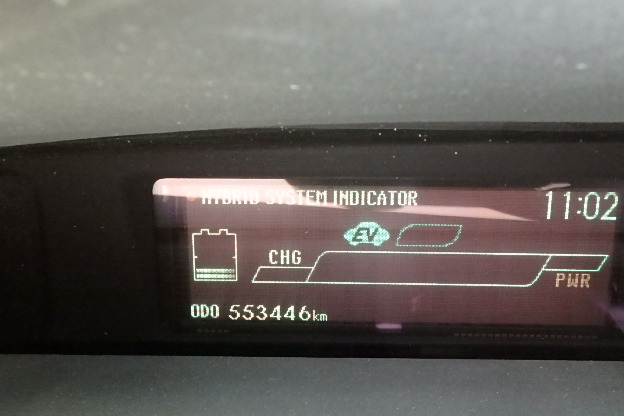 HYBRID SYSTEM INDICATOR
11:02
EV
CHG
PWR
ODO 553446km